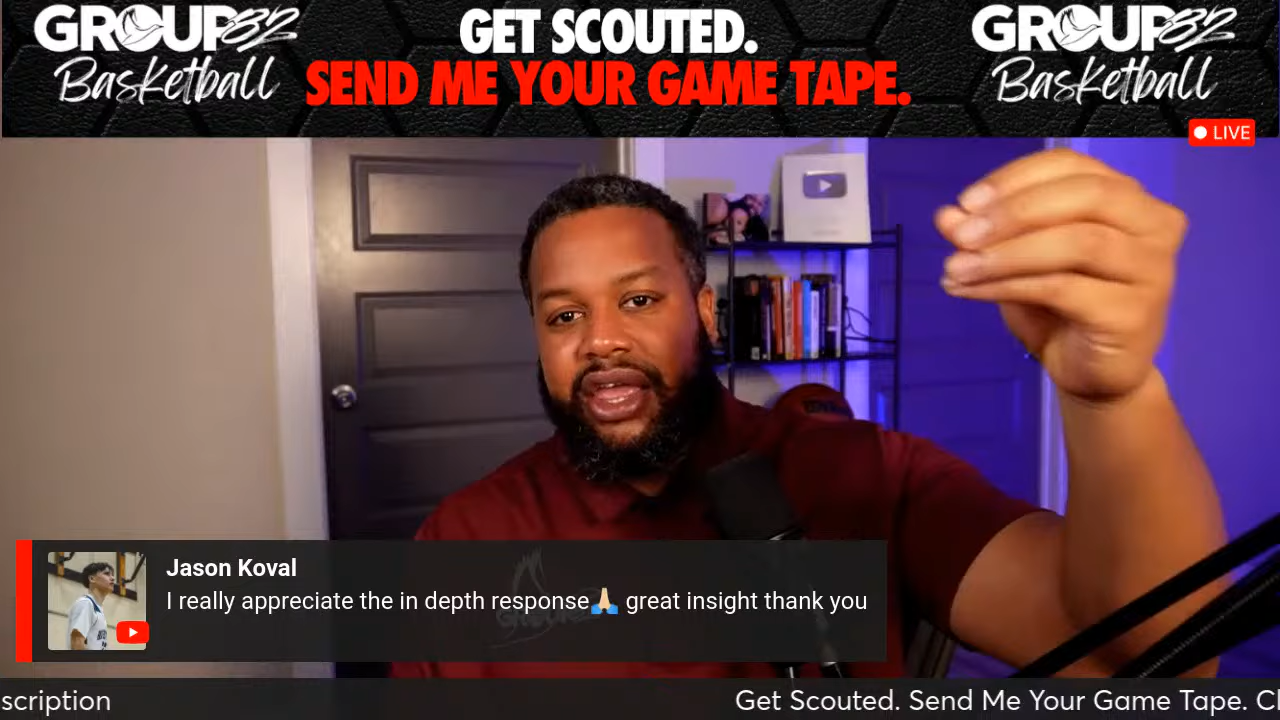 GROUP82
Basketball
GET SCOUTED.
SEND ME YOUR GAME TAPE.
GROUP82
Basketball
LIVE
Jason Koval
I really appreciate the in depth response🙏🏼 great insight thank you
scription
Get Scouted. Send Me Your Game Tape. C